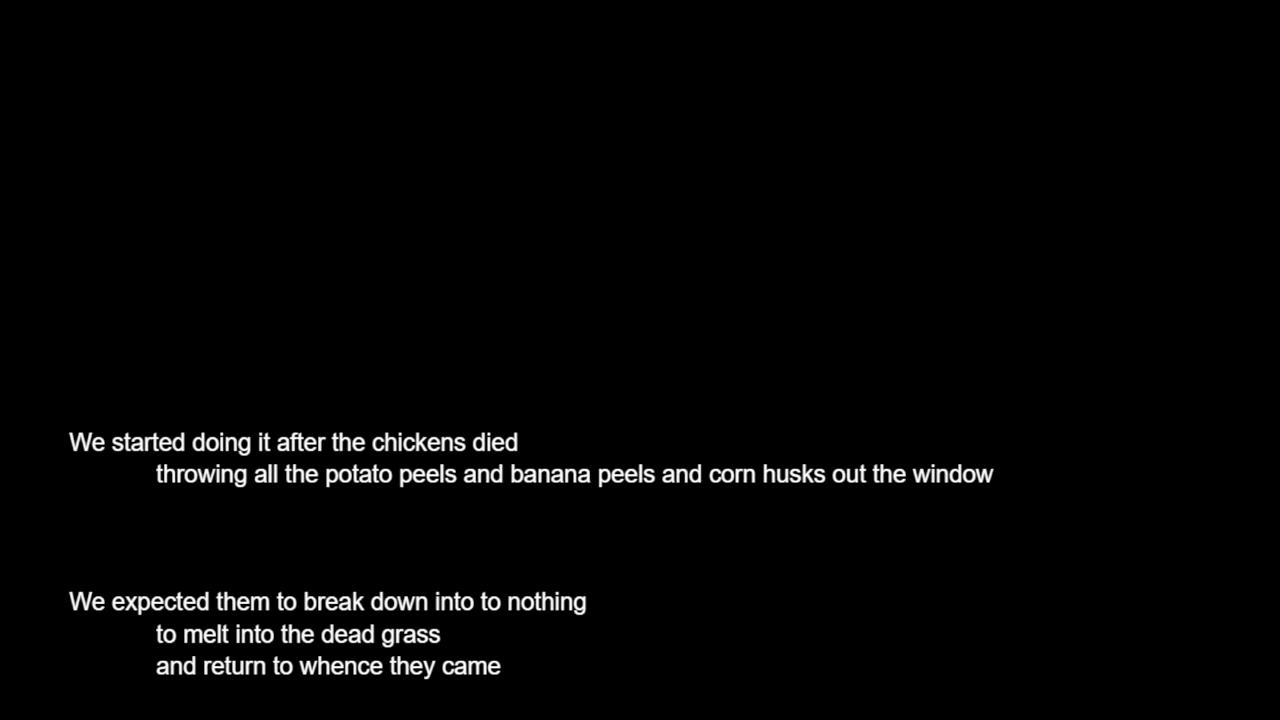 We started doing it after the chickens died
throwing all the potato peels and banana peels and corn husks out the window
We expected them to break down into to nothing
to melt into the dead grass
and return to whence they came